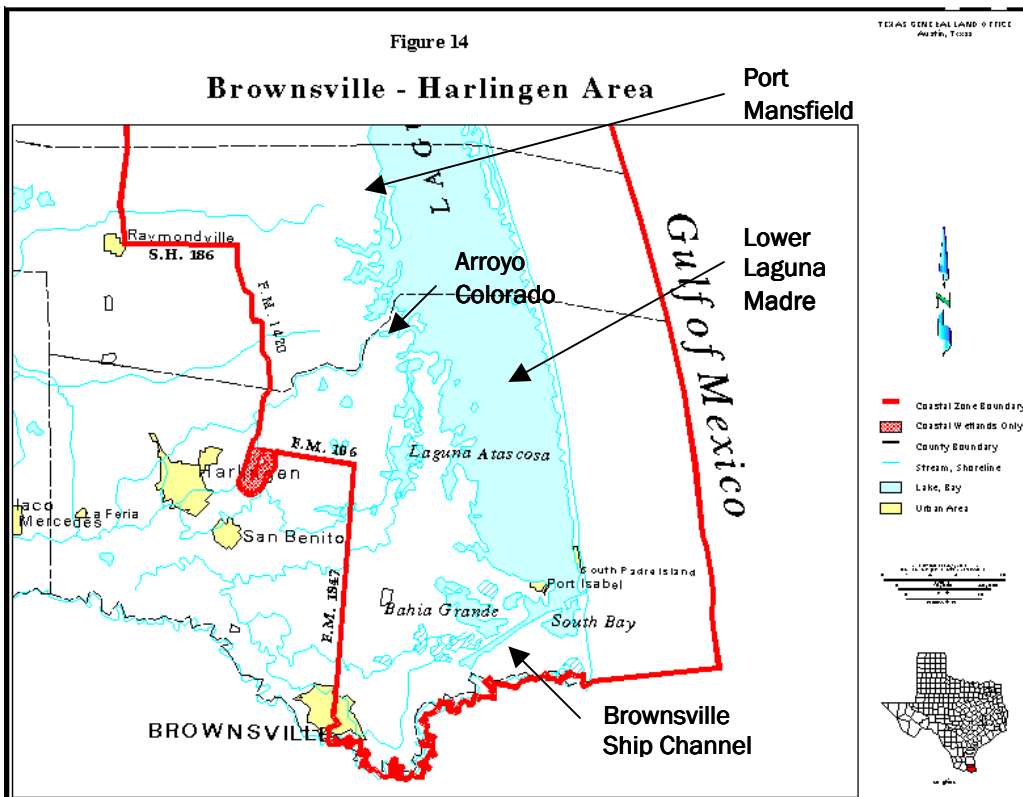 TEXAS GENERAL LAND OFFICE
Austin, Texas
Figure 14
Brownsville - Harlingen Area
Port
Mansfield
LAGU
Raymondville
S.H. 186
F.M. 1420
Arroyo
Colorado
Lower
Laguna
Madre
Gulf of Mexico
N
F.M. 106
Harlingen
Laguna Atascosa
laco
Mercedes
La Feria
San Benito
F.M. 1847
South Padre Island
Port Isabel
Bahia Grande
South Bay
BROWNSVILLE
Brownsville
Ship Channel
Coastal Zone Boundary
Coastal Wetlands Only
County Boundary
Stream, Shoreline
Lake, Bay
Urban Area